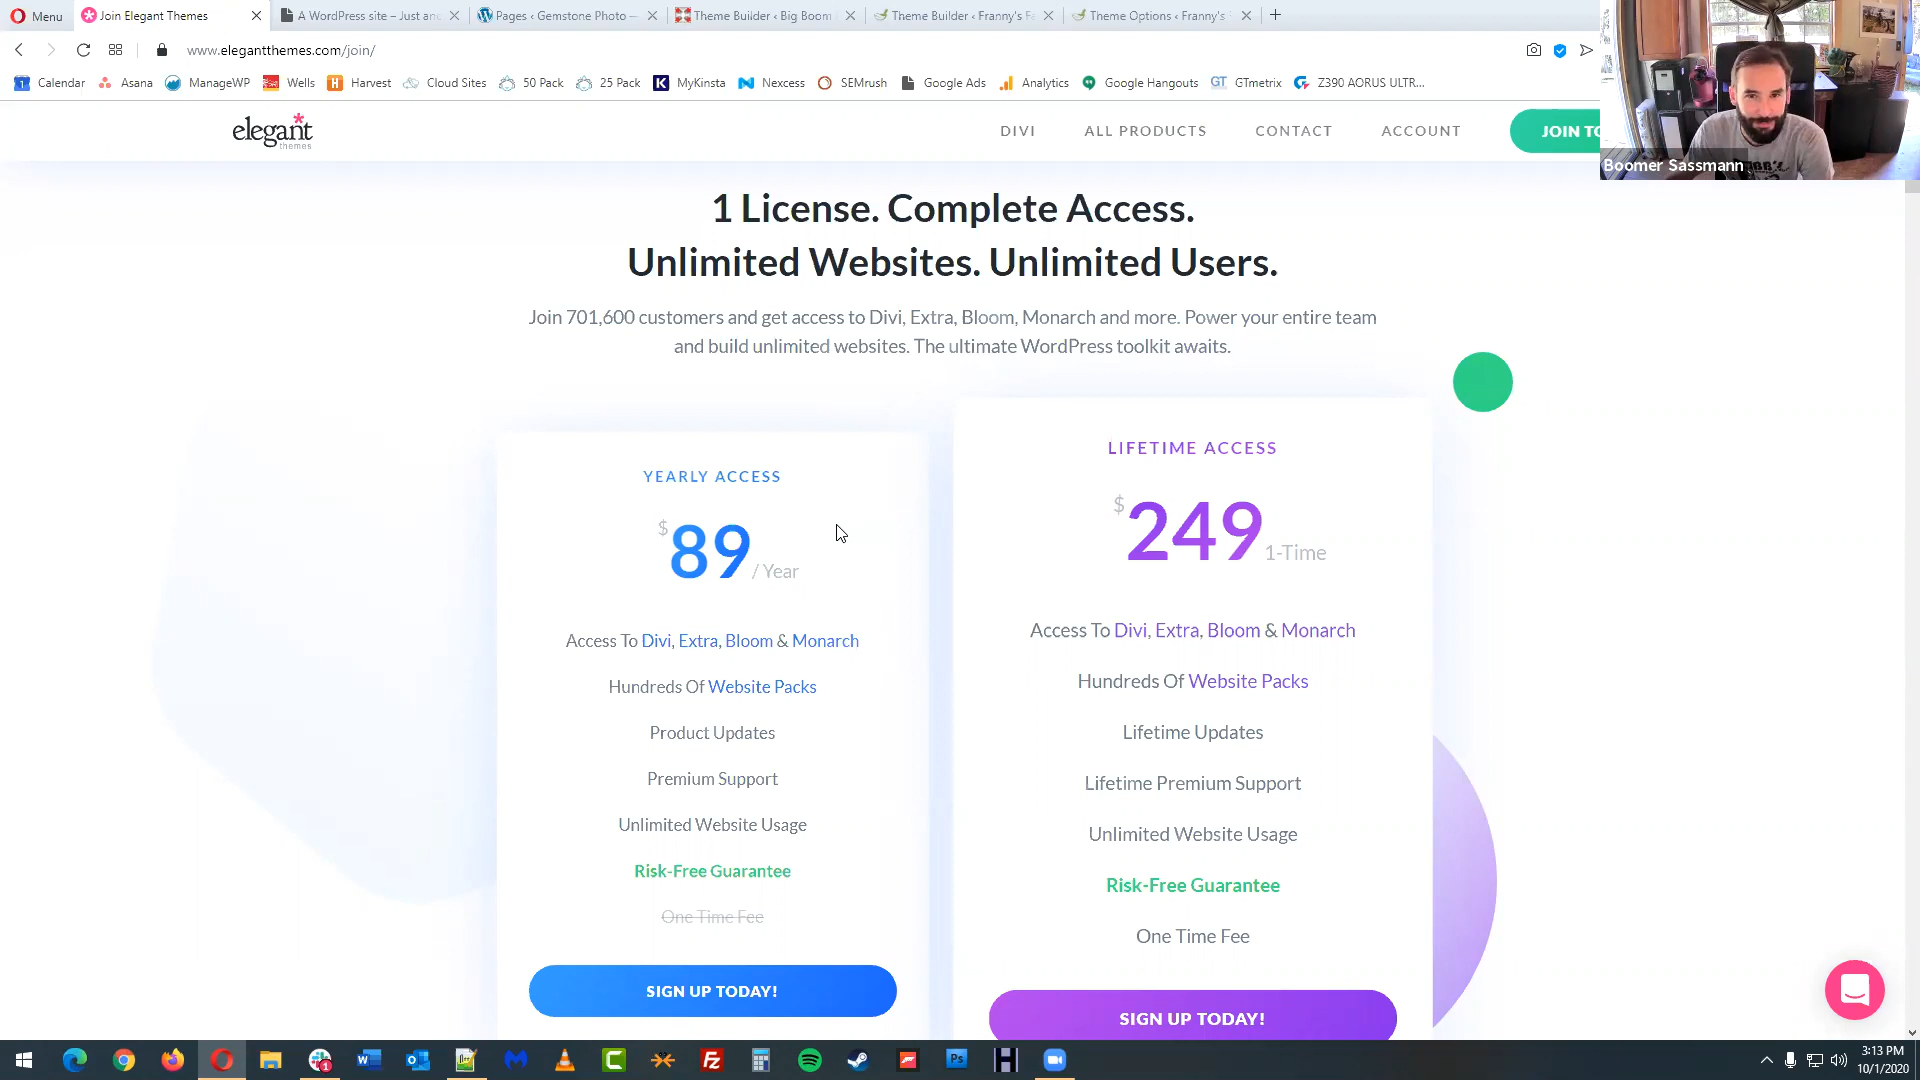 Menu
Join Elegant Themes
A WordPress site – Just an
Pages ‹ Gemstone Photo —
Theme Builder ‹ Big Boom
Theme Builder ‹ Franny's Fa
Theme Options ‹ Franny's
www.elegantthemes.com/join/
Calendar
Asana
ManageWP
Wells
Harvest
Cloud Sites
50 Pack
25 Pack
MyKinsta
Nexcess
SEMrush
Google Ads
Analytics
Google Hangouts
GTmetrix
Z390 AORUS ULTR...
elegant
themes
DIVI
ALL PRODUCTS
CONTACT
ACCOUNT
JOIN TO
Boomer Sassmann
1 License. Complete Access.
Unlimited Websites. Unlimited Users.
Join 701,600 customers and get access to Divi, Extra, Bloom, Monarch and more. Power your entire team
and build unlimited websites. The ultimate WordPress toolkit awaits.
YEARLY ACCESS
$89 / Year
Access To Divi, Extra, Bloom & Monarch
Hundreds Of Website Packs
Product Updates
Premium Support
Unlimited Website Usage
Risk-Free Guarantee
One Time Fee
SIGN UP TODAY!
LIFETIME ACCESS
$249 1-Time
Access To Divi, Extra, Bloom & Monarch
Hundreds Of Website Packs
Lifetime Updates
Lifetime Premium Support
Unlimited Website Usage
Risk-Free Guarantee
One Time Fee
SIGN UP TODAY!
3:13 PM
10/1/2020